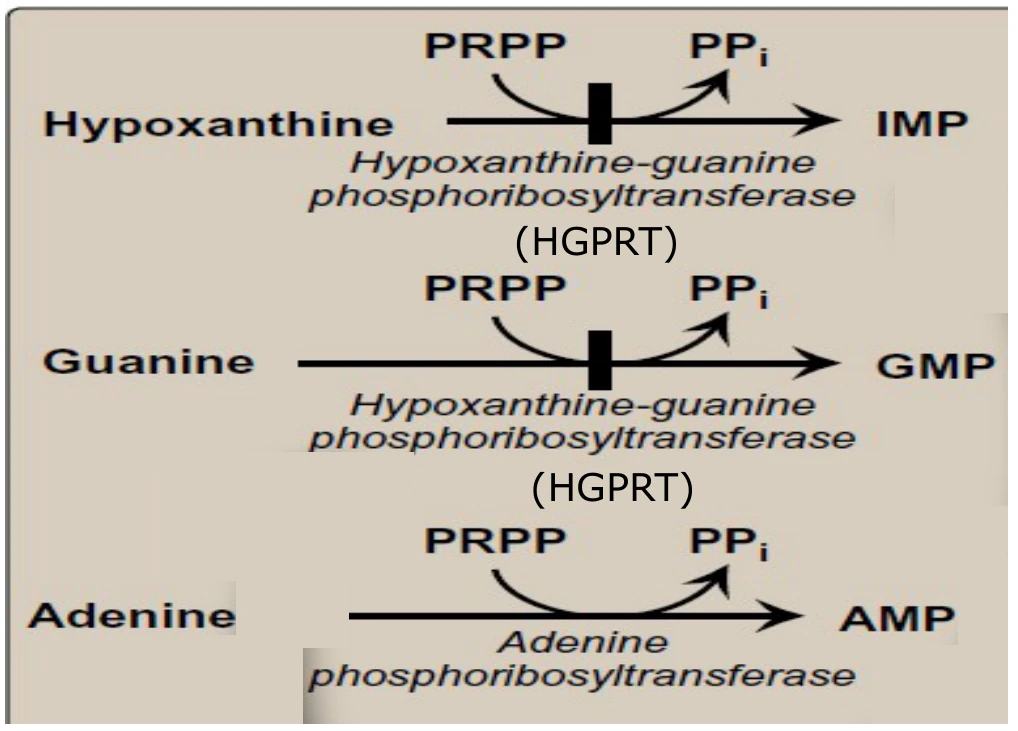 PRPP PPi
Hypoxanthine IMP
Hypoxanthine-guanine
phosphoribosyltransferase
(HGPRT)
PRPP PPi
Guanine GMP
Hypoxanthine-guanine
phosphoribosyltransferase
(HGPRT)
PRPP PPi
Adenine AMP
Adenine
phosphoribosyltransferase